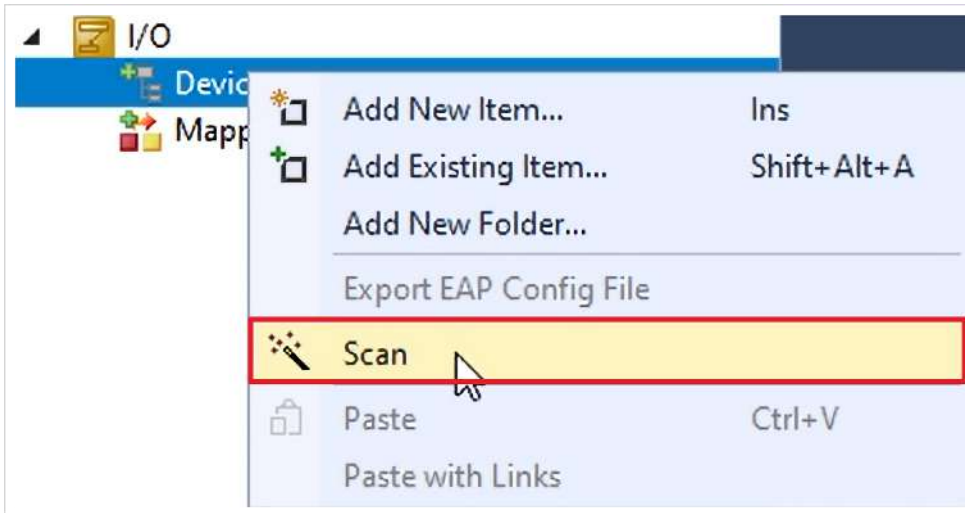 I/O
Devic
Mapp
Add New Item... Ins
Add Existing Item... Shift+Alt+A
Add New Folder...
Export EAP Config File
Scan
Paste Ctrl+V
Paste with Links